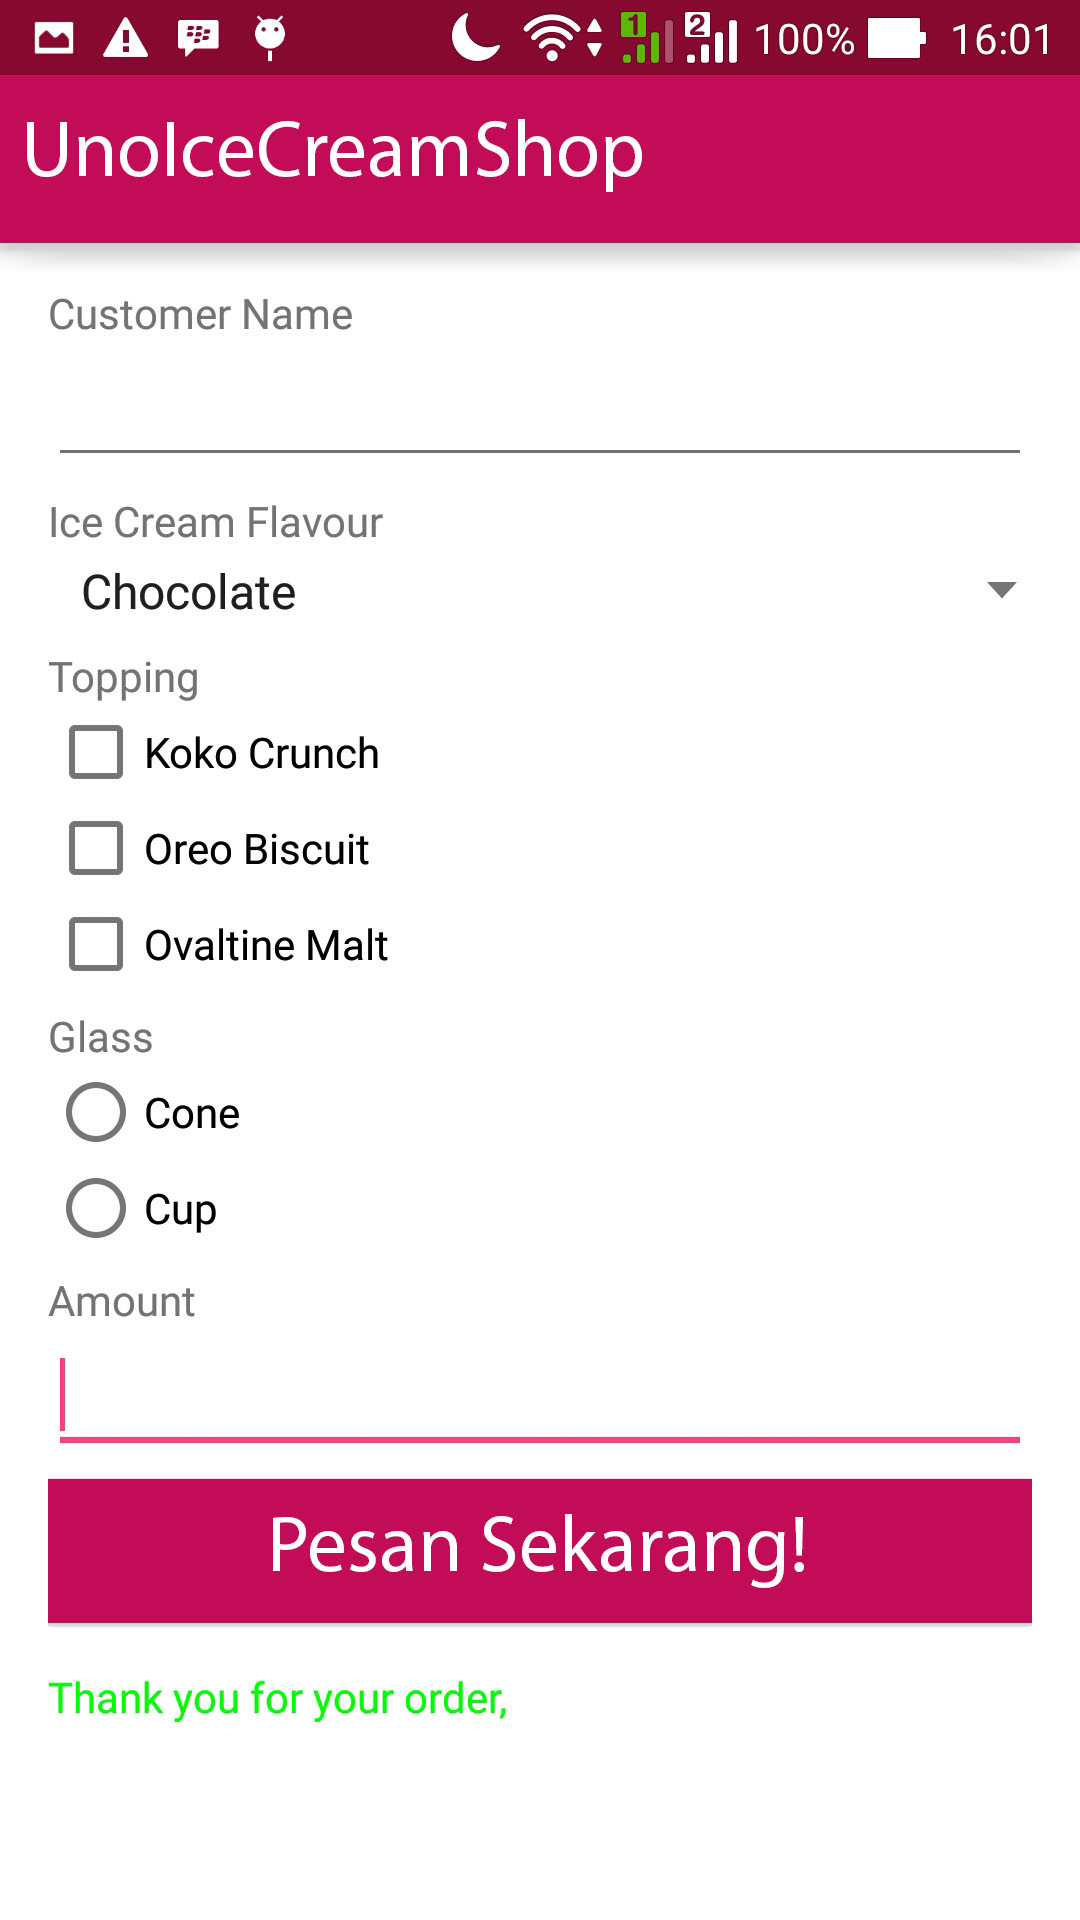 1 2 100% 16:01
UnoIceCreamShop
Customer Name
Ice Cream Flavour
Chocolate
Topping
Koko Crunch
Oreo Biscuit
Ovaltine Malt
Glass
Cone
Cup
Amount
Pesan Sekarang!
Thank you for your order,